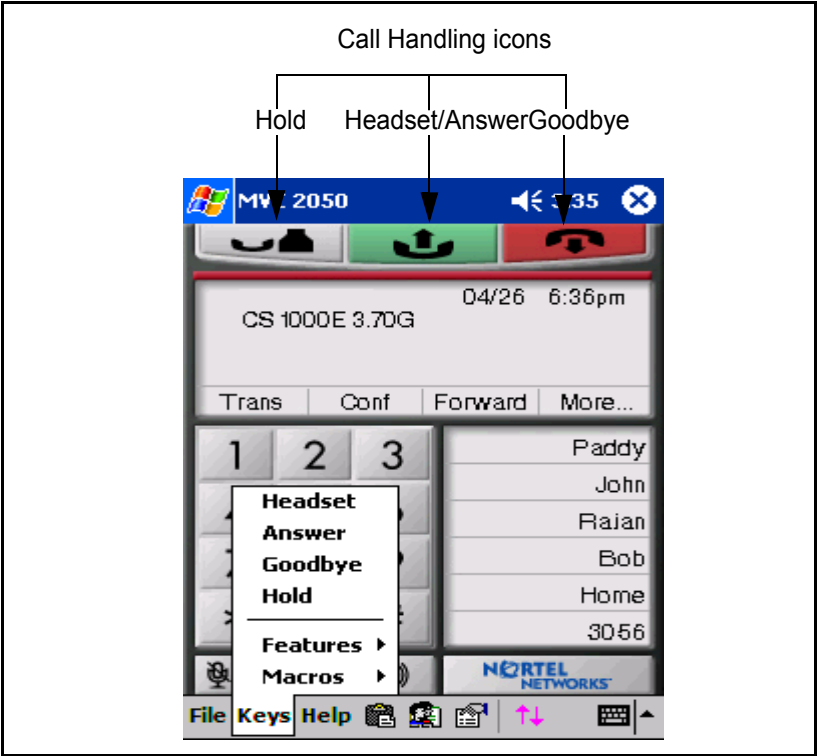 Call Handling icons
Hold Headset/AnswerGoodbye
2050
CS 1000E 3.70G
04/26 6:36pm
Trans Conf Forward More...
1 2 3
Paddy
John
Rajan
Bob
Home
3056
Headset
Answer
Goodbye
Hold
Features
Macros
NORTEL
NETWORKS
File Keys Help